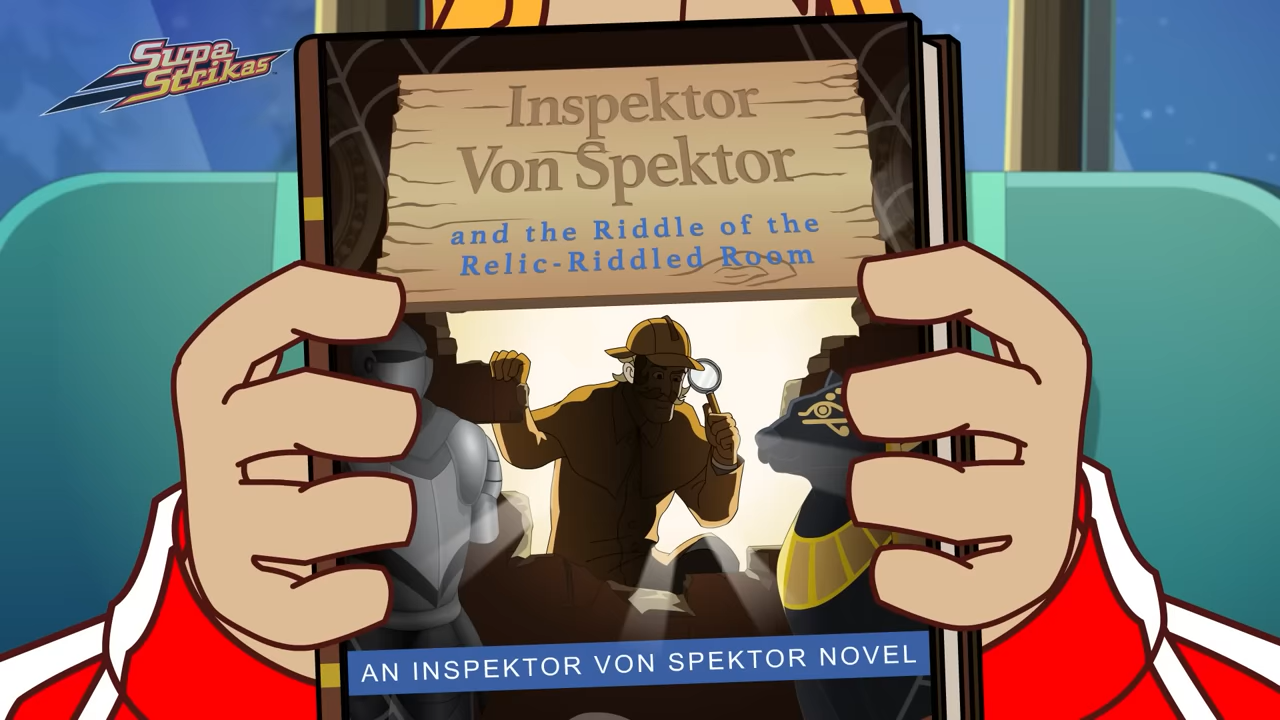 Supa
Strikas
Inspektor
Von Spektor
and the Riddle of the
Relic-Riddled Room
AN INSPEKTOR VON SPEKTOR NOVEL